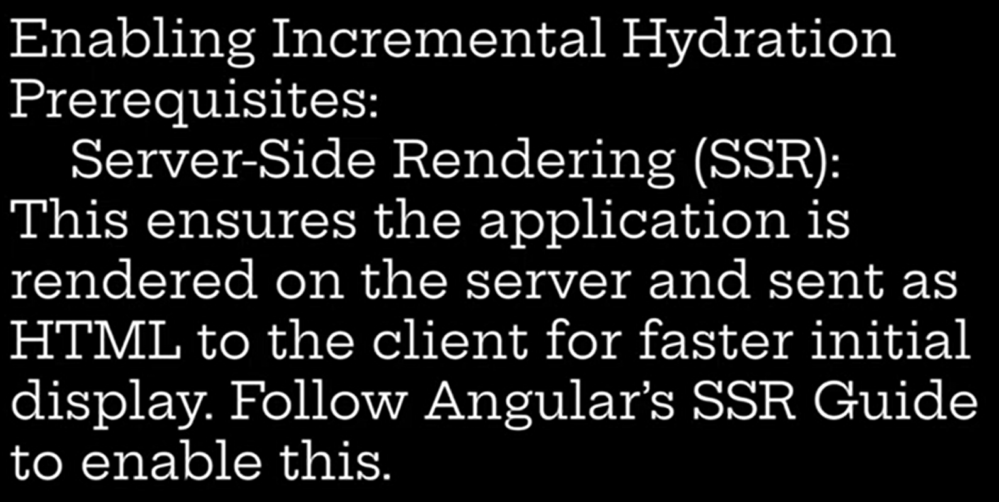 Enabling Incremental Hydration
Prerequisites:
Server-Side Rendering (SSR):
This ensures the application is
rendered on the server and sent as
HTML to the client for faster initial
display. Follow Angular’s SSR Guide
to enable this.